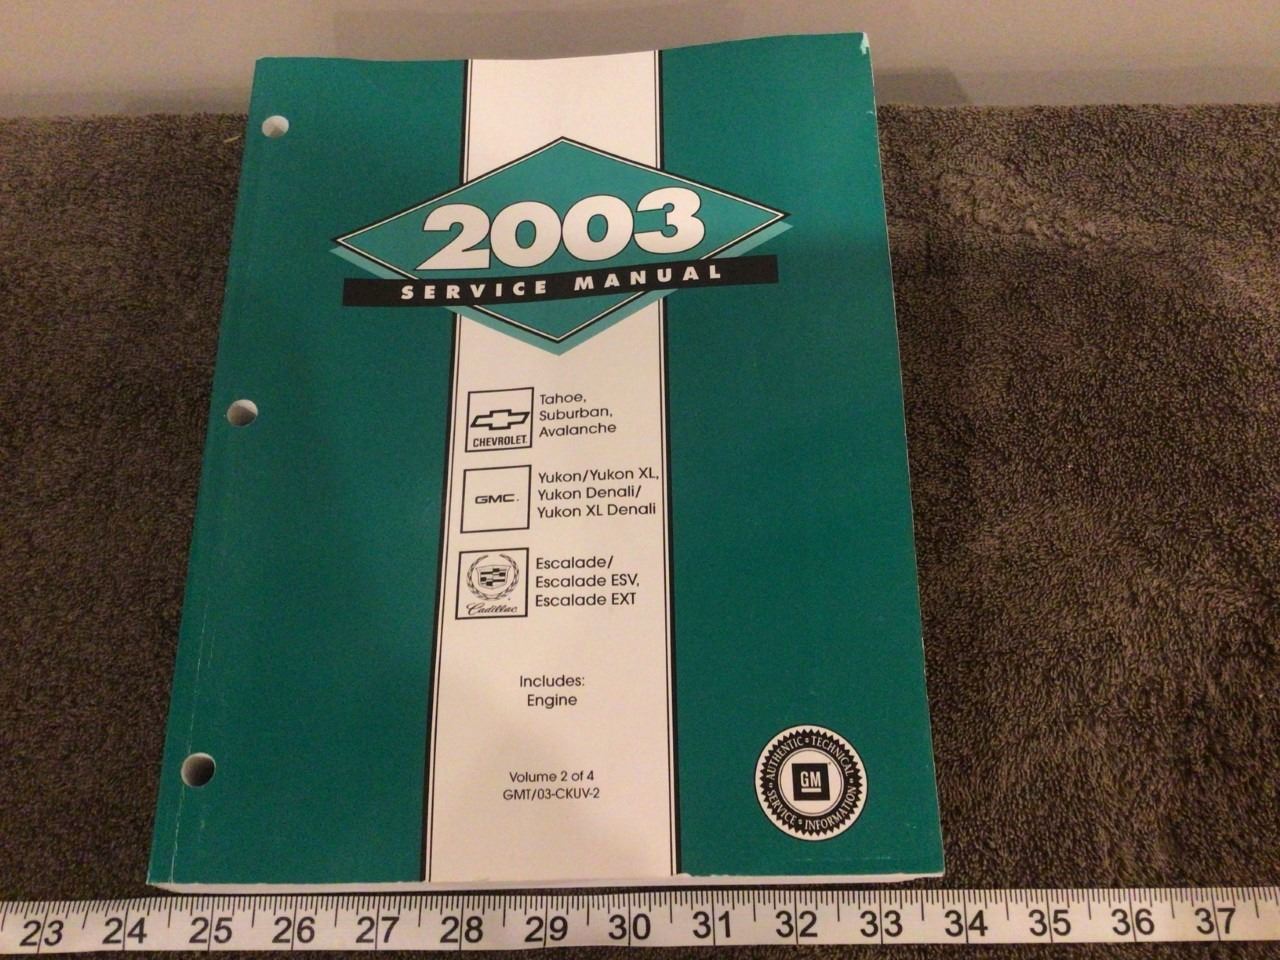 2003
SERVICE MANUAL
CHEVROLET
Tahoe,
Suburban,
Avalanche
GMC
Yukon/Yukon XL,
Yukon Denali/
Yukon XL Denali
Cadillac
Escalade/
Escalade ESV,
Escalade EXT
Includes:
Engine
Volume 2 of 4
GMT/03-CKUV-2
AUTHENTIC • TECHNICAL • SERVICE • INFORMATION •
GM
23 24 25 26 27 28 29 30 31 32 33 34 35 36 37